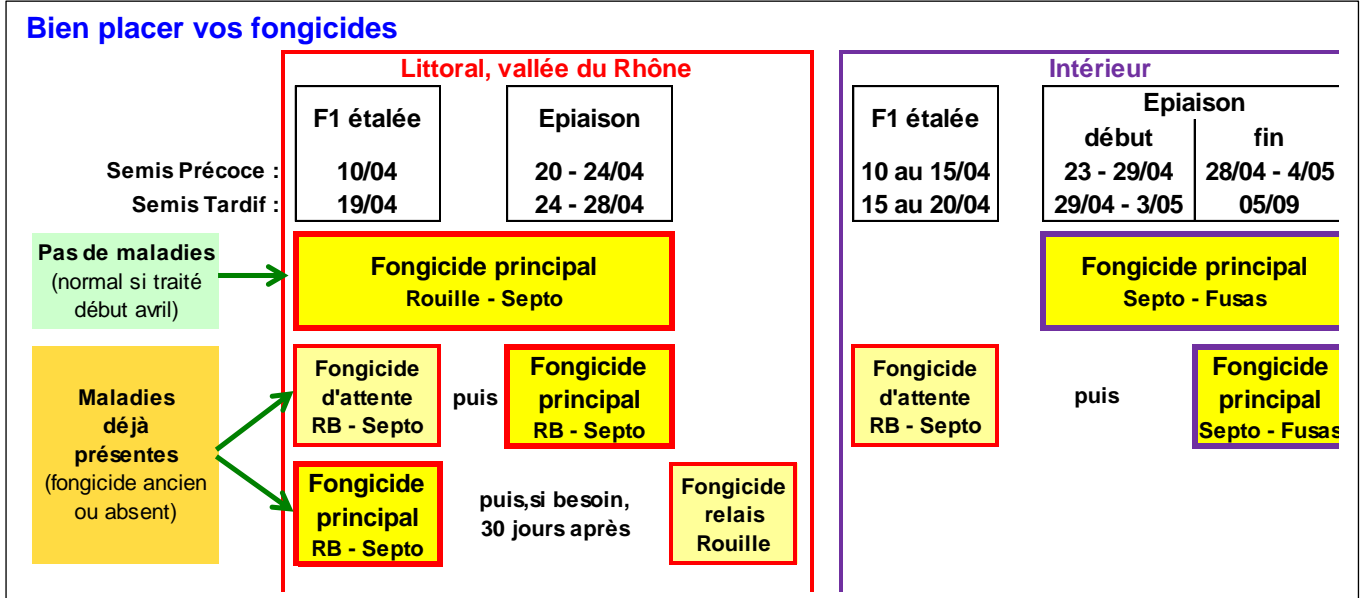 Bien placer vos fongicides
Littoral, vallée du Rhône
Intérieur
F1 étalée
Epiaison
F1 étalée
Epiaison
début fin
Semis Précoce : 10/04 20 - 24/04 10 au 15/04 23 - 29/04 28/04 - 4/05
Semis Tardif : 19/04 24 - 28/04 15 au 20/04 29/04 - 3/05 05/09
Pas de maladies
(normal si traité
début avril)
Fongicide principal
Rouille - Septo
Fongicide principal
Septo - Fusas
Maladies
déjà
présentes
(fongicide ancien
ou absent)
Fongicide
d'attente
RB - Septo
puis
Fongicide
principal
RB - Septo
Fongicide
d'attente
RB - Septo
puis
Fongicide
principal
Septo - Fusas
Fongicide
principal
RB - Septo
puis,si besoin,
30 jours après
Fongicide
relais
Rouille